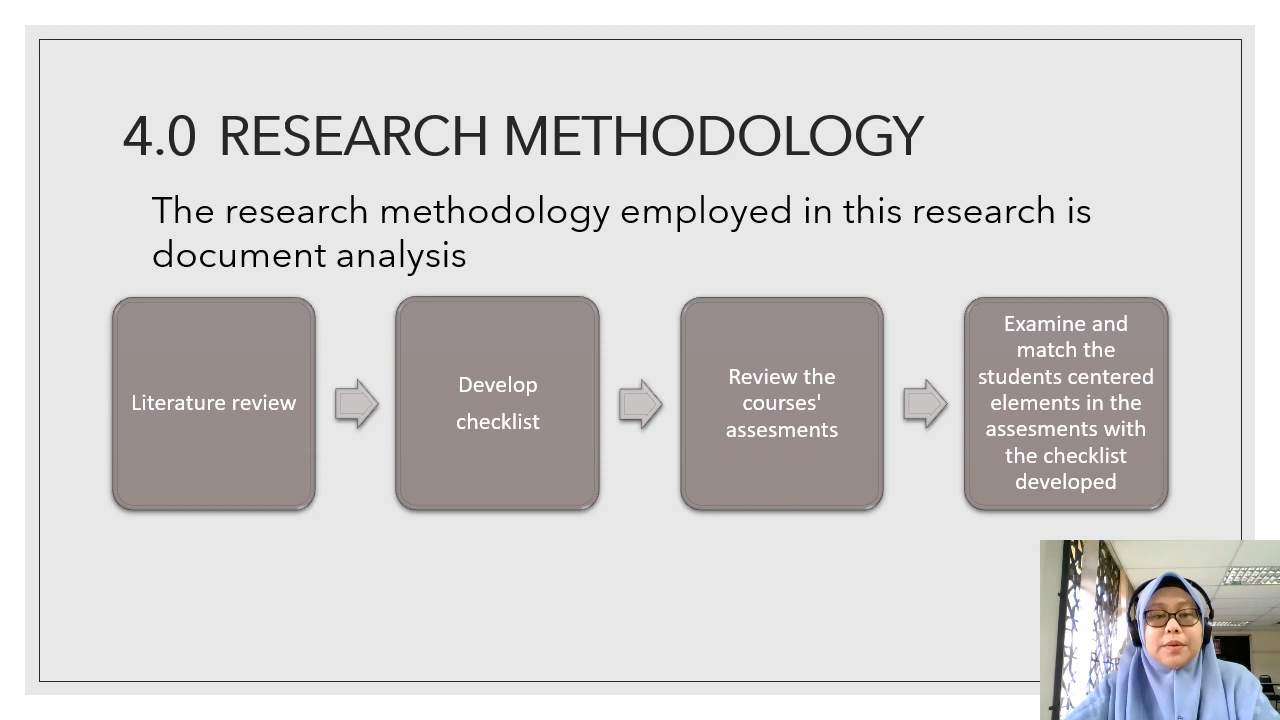 4.0 RESEARCH METHODOLOGY
The research methodology employed in this research is
document analysis
Literature review
Develop
checklist
Review the
courses'
assesments
Examine and
match the
students centered
elements in the
assesments with
the checklist
developed